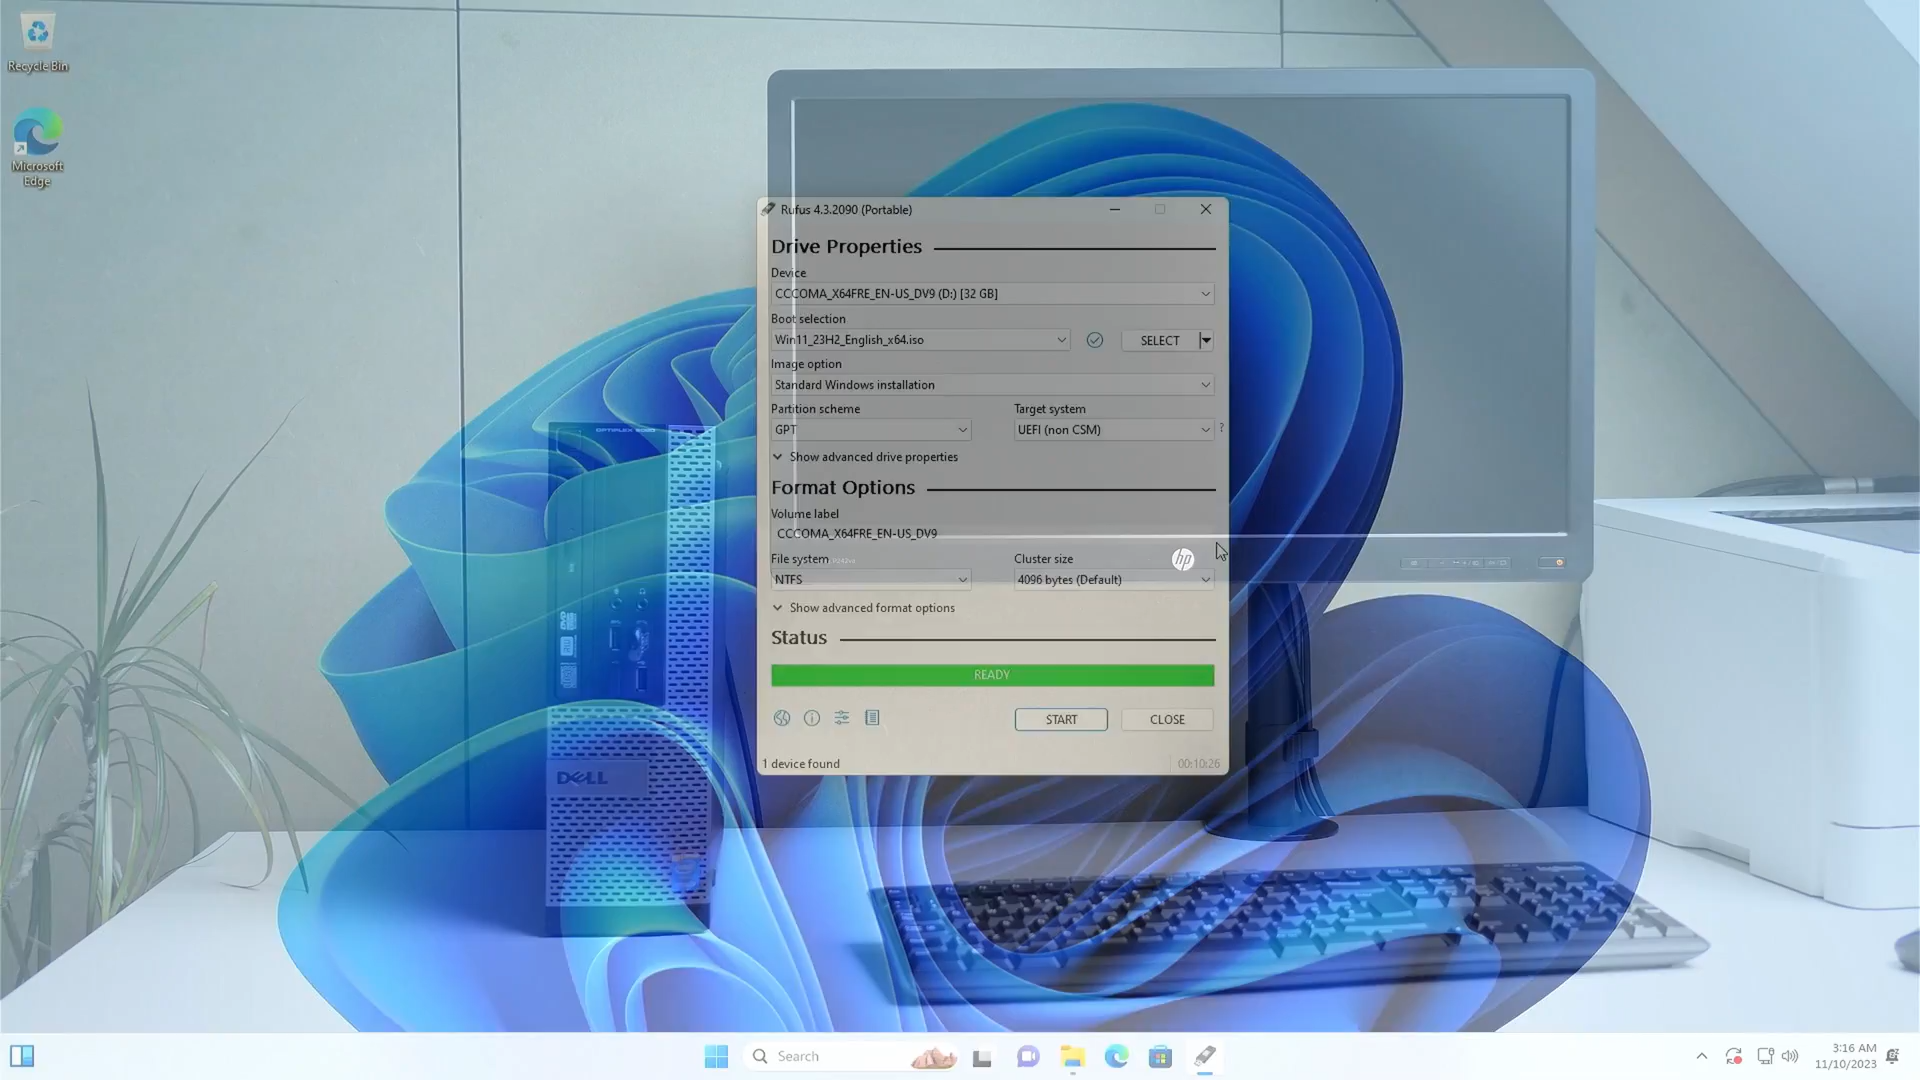 Recycle Bin
Microsoft
Edge
Rufus 4.3.2090 (Portable)
Drive Properties
Device
CCCOMA_X64FRE_EN-US_DV9 (D:) [32 GB]
Boot selection
Win11_23H2_English_x64.iso
SELECT
Image option
Standard Windows installation
Partition scheme
Target system
GPT
UEFI (non CSM)
?
Show advanced drive properties
Format Options
Volume label
CCCOMA_X64FRE_EN-US_DV9
File system
Cluster size
hp
NTFS
4096 bytes (Default)
Show advanced format options
Status
READY
START
CLOSE
1 device found
00:10:26
DELL
Search
3:16 AM
11/10/2023